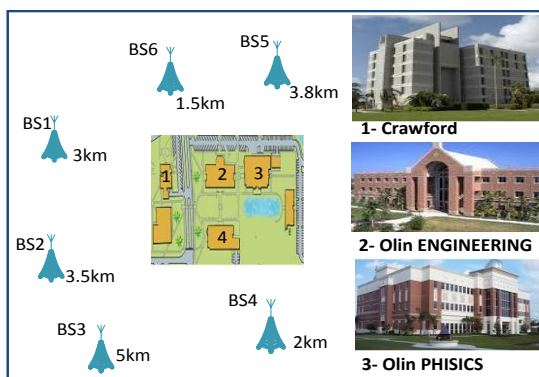 BS6
1.5km
BS5
3.8km
BS1
3km
BS2
3.5km
BS3
5km
BS4
2km
1
2
3
4
1- Crawford
2- Olin ENGINEERING
3- Olin PHISICS